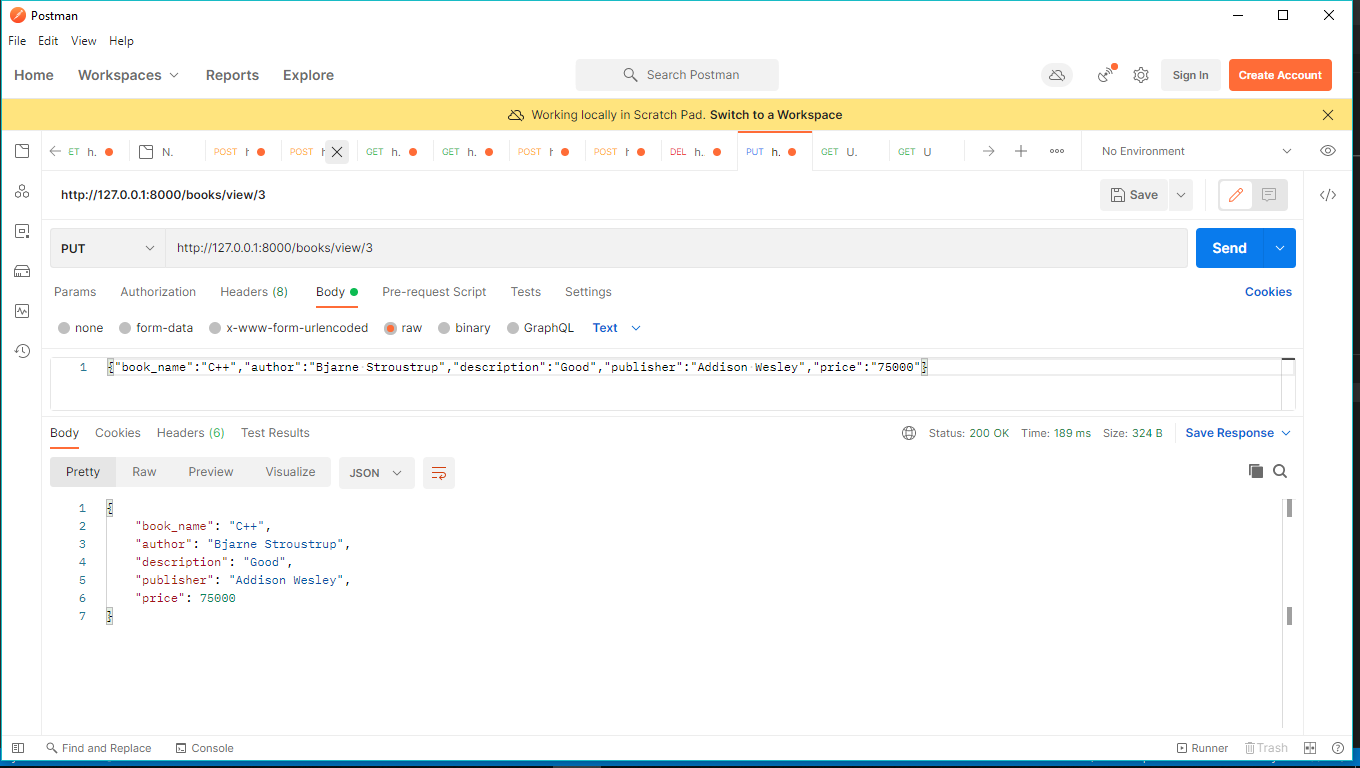 Postman
File Edit View Help
Home Workspaces Reports Explore Search Postman Sign In Create Account
Working locally in Scratch Pad. Switch to a Workspace
ET h. N. POST POST GET h. GET h. POST POST DEL h. PUT h. GET U. GET U No Environment
http://127.0.0.1:8000/books/view/3 Save
PUT http://127.0.0.1:8000/books/view/3 Send
Params Authorization Headers (8) Body Pre-request Script Tests Settings Cookies
none form-data x-www-form-urlencoded raw binary GraphQL Text
1 {"book_name":"C++","author":"Bjarne Stroustrup","description":"Good","publisher":"Addison Wesley","price":"75000"}
Body Cookies Headers (6) Test Results Status: 200 OK Time: 189 ms Size: 324 B Save Response
Pretty Raw Preview Visualize JSON
1 {
2 "book_name": "C++",
3 "author": "Bjarne Stroustrup",
4 "description": "Good",
5 "publisher": "Addison Wesley",
6 "price": 75000
7 }
Find and Replace Console Runner Trash